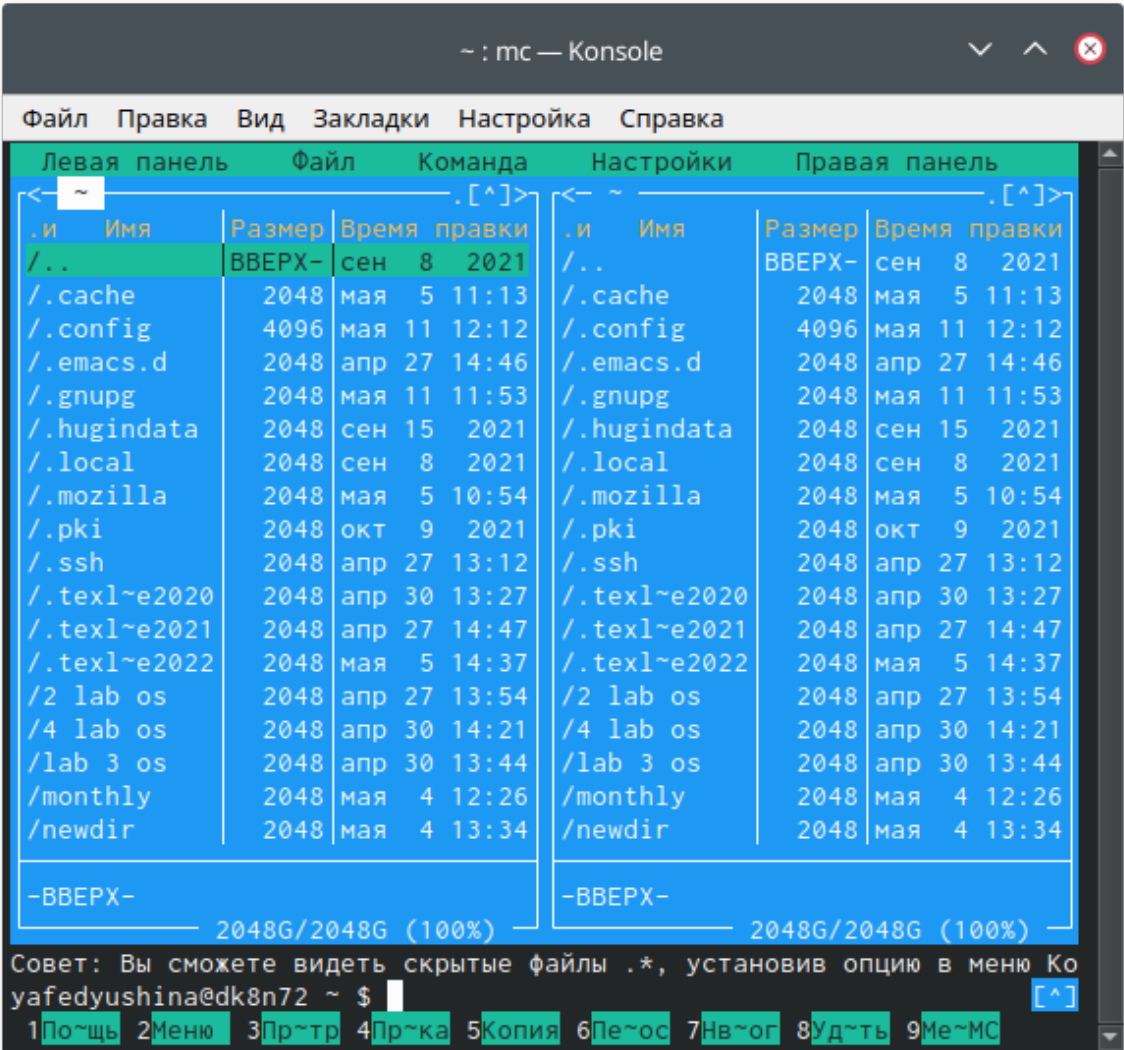 ~ : mc — Konsole
Файл Правка Вид Закладки Настройка Справка
Левая панель Файл Команда Настройки Правая панель
<─ ~ ─.[^]>┐ ┌<─ ~ ─.[^]>
.и Имя Размер Время правки .и Имя Размер Время правки
/.. ВВЕРХ- сен 8 2021 /.. ВВЕРХ- сен 8 2021
/.cache 2048 мая 5 11:13 /.cache 2048 мая 5 11:13
/.config 4096 мая 11 12:12 /.config 4096 мая 11 12:12
/.emacs.d 2048 апр 27 14:46 /.emacs.d 2048 апр 27 14:46
/.gnupg 2048 мая 11 11:53 /.gnupg 2048 мая 11 11:53
/.hugindata 2048 сен 15 2021 /.hugindata 2048 сен 15 2021
/.local 2048 сен 8 2021 /.local 2048 сен 8 2021
/.mozilla 2048 мая 5 10:54 /.mozilla 2048 мая 5 10:54
/.pki 2048 окт 9 2021 /.pki 2048 окт 9 2021
/.ssh 2048 апр 27 13:12 /.ssh 2048 апр 27 13:12
/.texl~e2020 2048 апр 30 13:27 /.texl~e2020 2048 апр 30 13:27
/.texl~e2021 2048 апр 27 14:47 /.texl~e2021 2048 апр 27 14:47
/.texl~e2022 2048 мая 5 14:37 /.texl~e2022 2048 мая 5 14:37
/2 lab os 2048 апр 27 13:54 /2 lab os 2048 апр 27 13:54
/4 lab os 2048 апр 30 14:21 /4 lab os 2048 апр 30 14:21
/lab 3 os 2048 апр 30 13:44 /lab 3 os 2048 апр 30 13:44
/monthly 2048 мая 4 12:26 /monthly 2048 мая 4 12:26
/newdir 2048 мая 4 13:34 /newdir 2048 мая 4 13:34
-ВВЕРХ- -ВВЕРХ-
2048G/2048G (100%) 2048G/2048G (100%)
Совет: Вы сможете видеть скрытые файлы .*, установив опцию в меню Ко
yafedyushina@dk8n72 ~ $ [^]
1По~щь 2Меню 3Пр~тр 4Пр~ка 5Копия 6Пе~ос 7Нв~ог 8Уд~ть 9Ме~МС